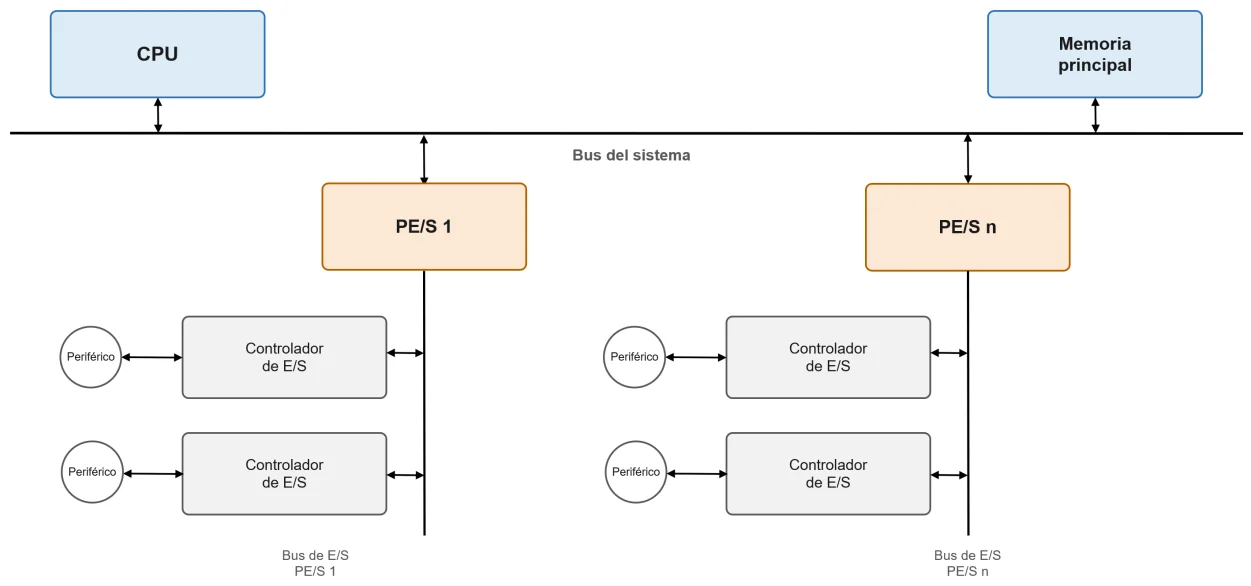 CPU
Memoria
principal
Bus del sistema
PE/S 1
PE/S n
Periférico
Controlador
de E/S
Periférico
Controlador
de E/S
Periférico
Controlador
de E/S
Periférico
Controlador
de E/S
Bus de E/S
PE/S 1
Bus de E/S
PE/S n